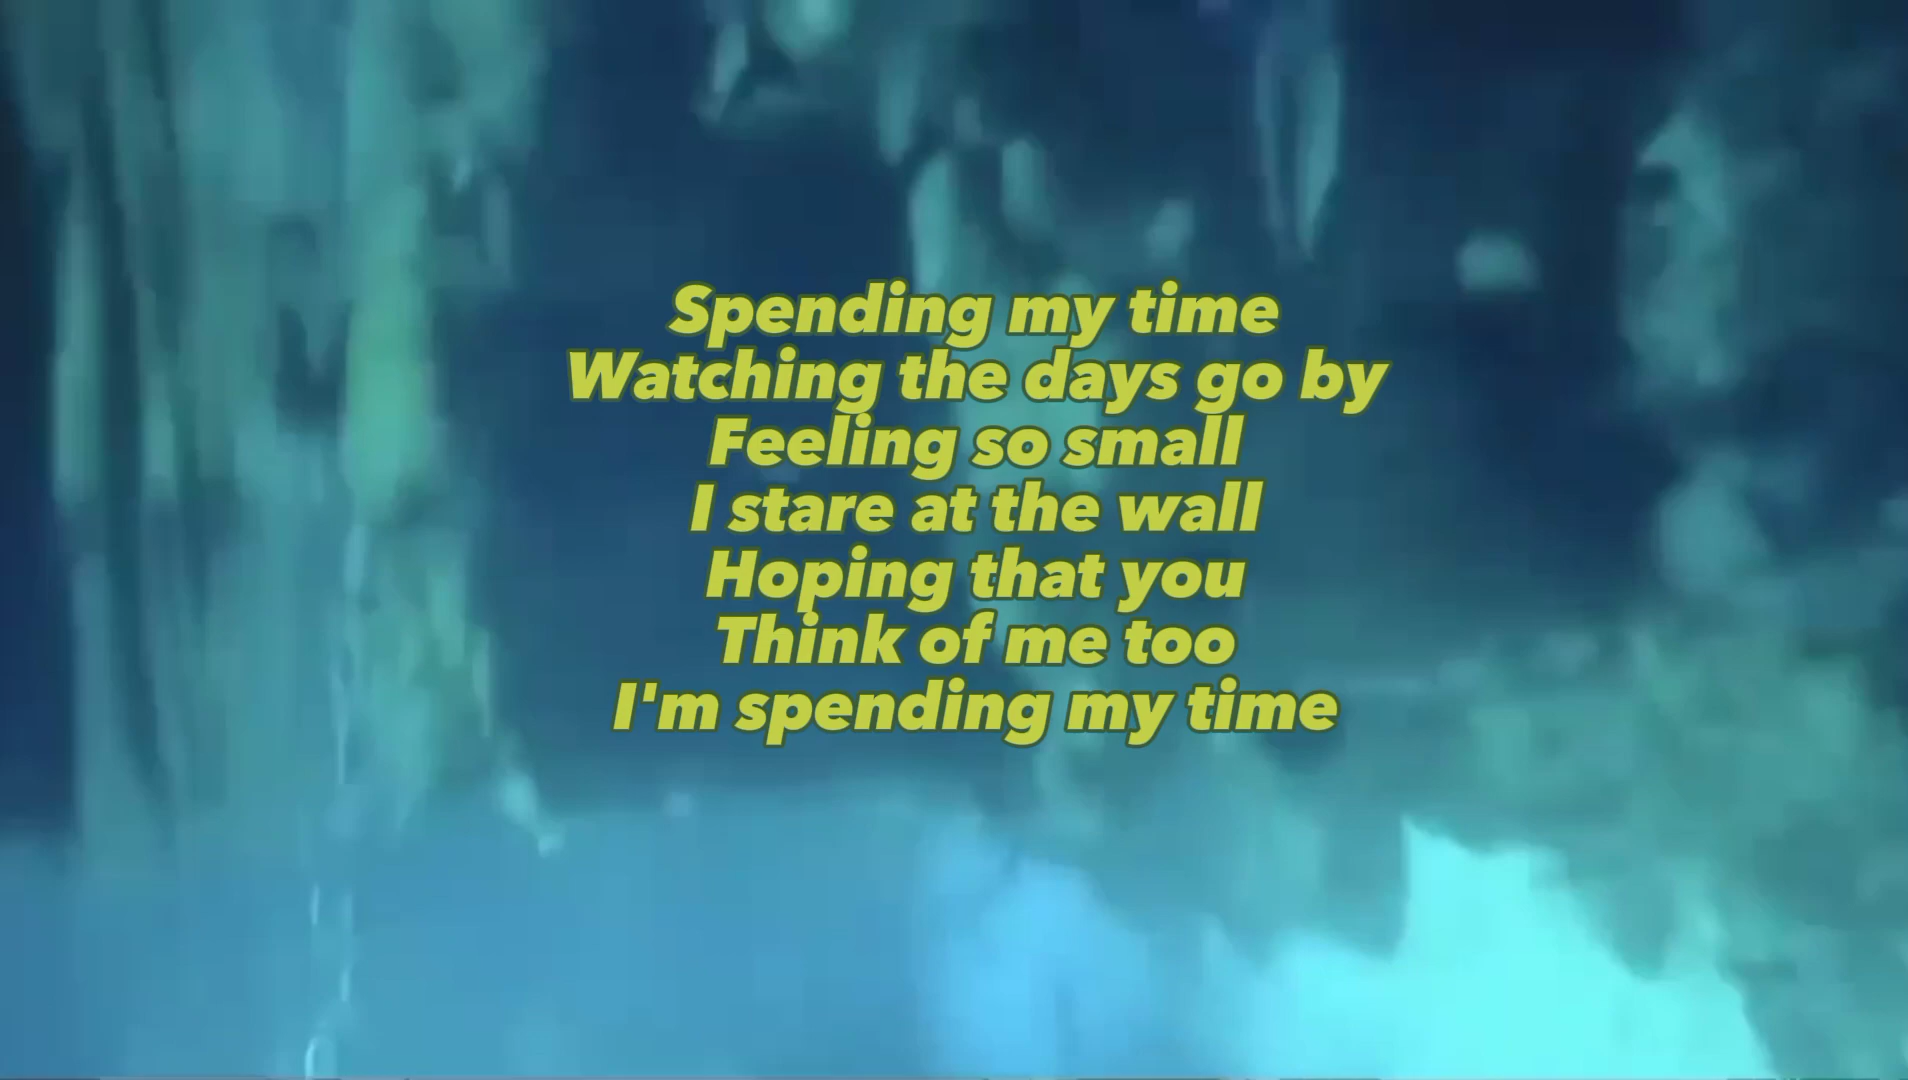 Spending my time
Watching the days go by
Feeling so small
I stare at the wall
Hoping that you
Think of me too
I'm spending my time